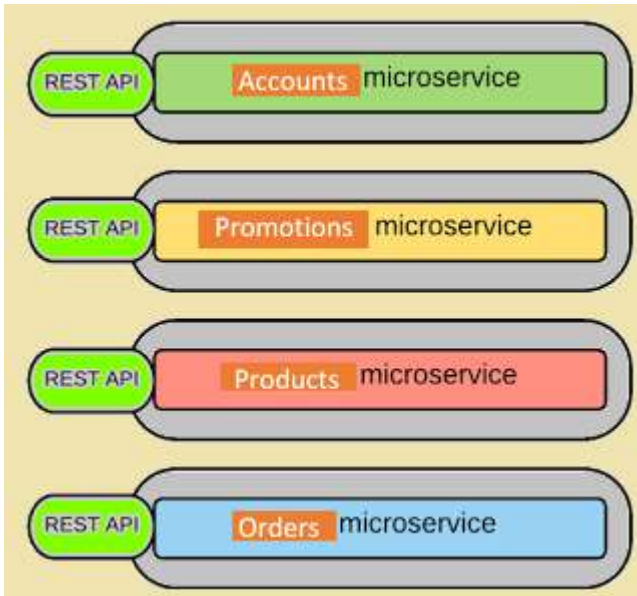 REST API Accounts microservice
REST API Promotions microservice
REST API Products microservice
REST API Orders microservice